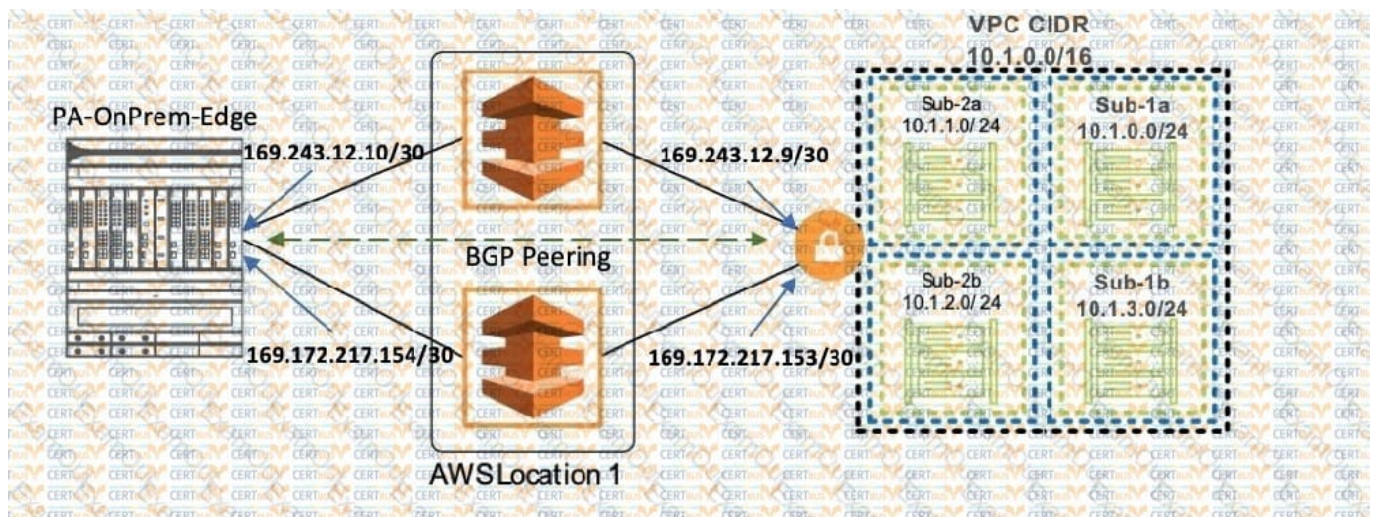 VPC CIDR
10.1.0.0/16
PA-OnPrem-Edge
169.243.12.10/30
169.243.12.9/30
Sub-2a
10.1.1.0/ 24
Sub-1a
10.1.0.0/24
BGP Peering
Sub-2b
10.1.2.0/ 24
Sub-1b
10.1.3.0/24
169.172.217.154/30
169.172.217.153/30
AWSLocation 1